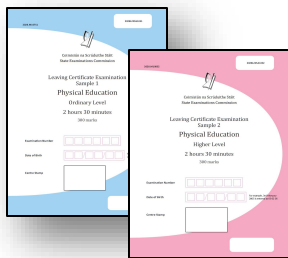 Coimisiún na Scrúduithe Stáit
State Examinations Commission
Leaving Certificate Examination
Sample 1
Physical Education
Ordinary Level
2 hours 30 minutes
300 marks
Examination Number
Date of Birth
Centre Stamp
Coimisiún na Scrúduithe Stáit
State Examinations Commission
Leaving Certificate Examination
Sample 2
Physical Education
Higher Level
2 hours 30 minutes
300 marks
Examination Number
Date of Birth
Centre Stamp